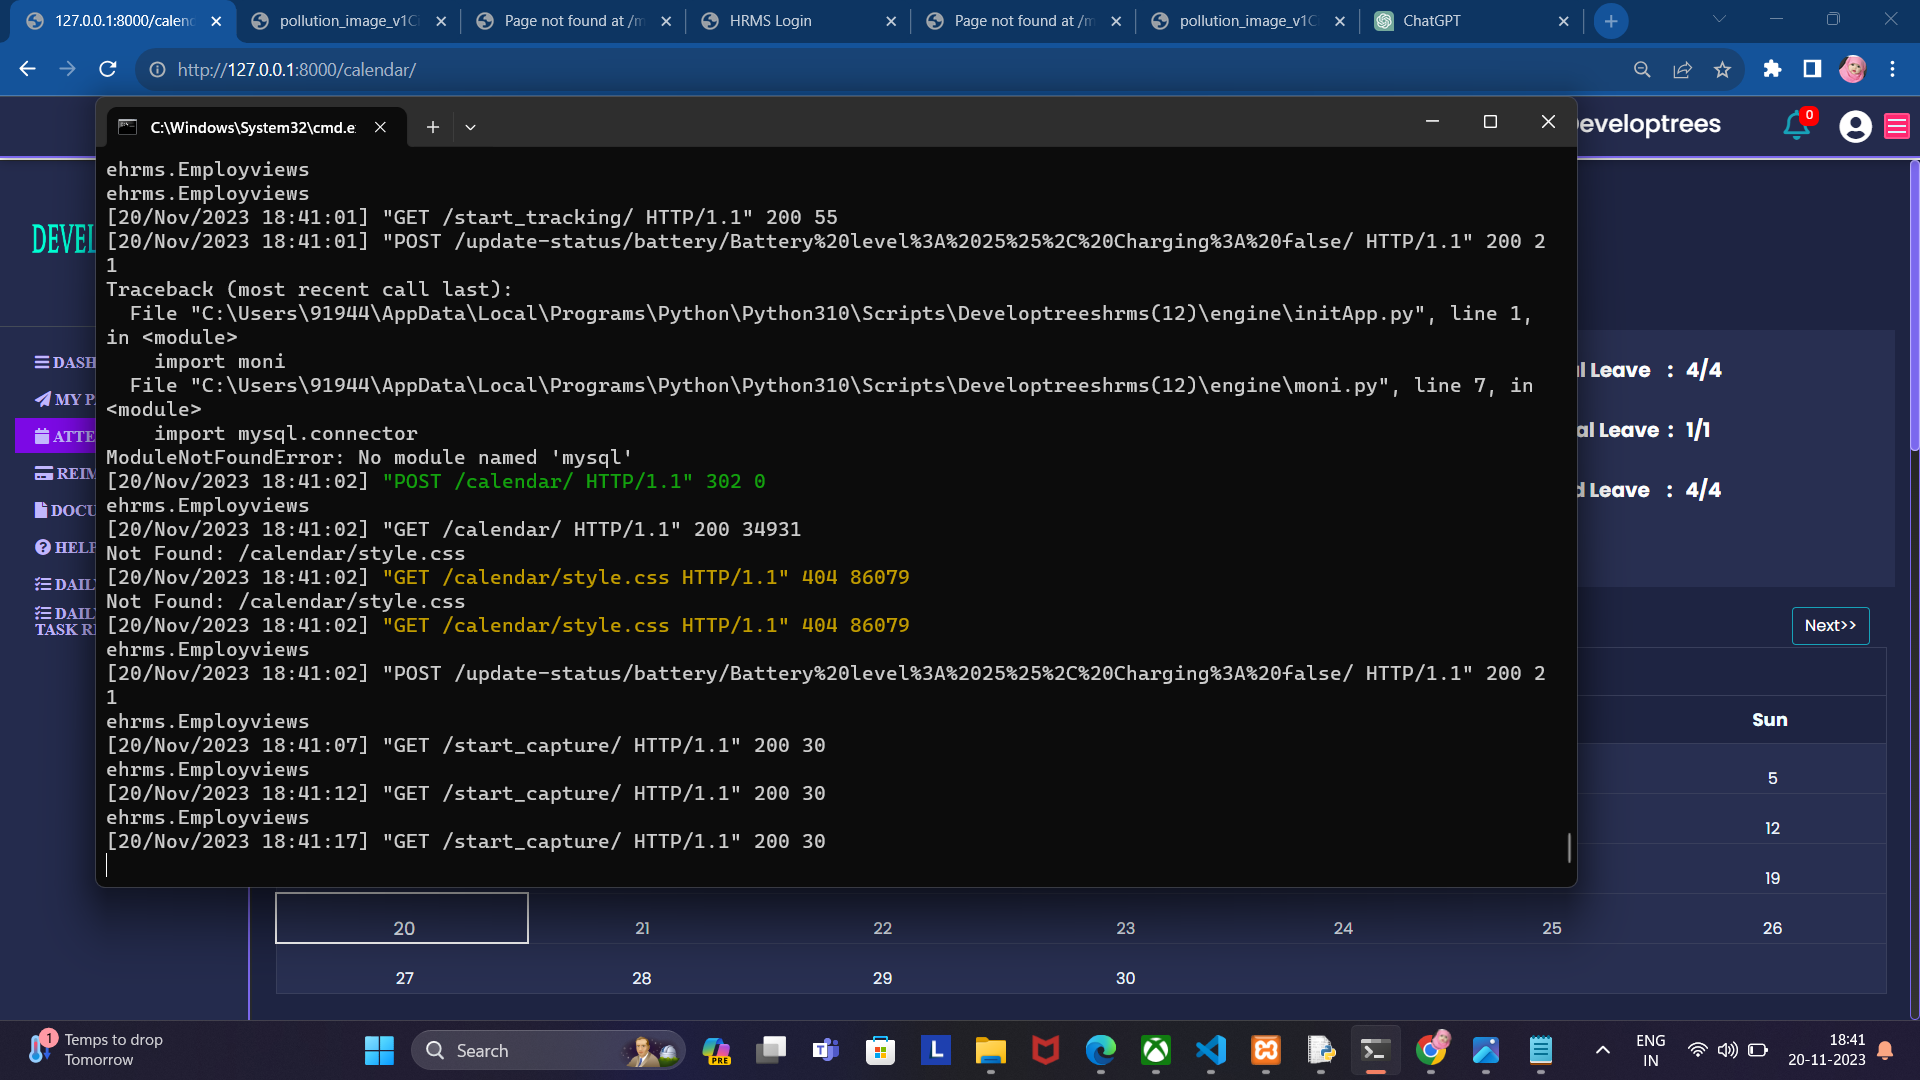 127.0.0.1:8000/calend
pollution_image_v1C
Page not found at /m
HRMS Login
Page not found at /m
pollution_image_v1C
ChatGPT
http://127.0.0.1:8000/calendar/
C:\Windows\System32\cmd.e
Developtrees
0
ehrms.Employviews
ehrms.Employviews
[20/Nov/2023 18:41:01] "GET /start_tracking/ HTTP/1.1" 200 55
[20/Nov/2023 18:41:01] "POST /update-status/battery/Battery%20level%3A%2025%25%2C%20Charging%3A%20false/ HTTP/1.1" 200 2
1
Traceback (most recent call last):
File "C:\Users\91944\AppData\Local\Programs\Python\Python310\Scripts\Developtreeshrms(12)\engine\initApp.py", line 1,
in <module>
import moni
File "C:\Users\91944\AppData\Local\Programs\Python\Python310\Scripts\Developtreeshrms(12)\engine\moni.py", line 7, in
<module>
import mysql.connector
ModuleNotFoundError: No module named 'mysql'
[20/Nov/2023 18:41:02] "POST /calendar/ HTTP/1.1" 302 0
ehrms.Employviews
[20/Nov/2023 18:41:02] "GET /calendar/ HTTP/1.1" 200 34931
Not Found: /calendar/style.css
[20/Nov/2023 18:41:02] "GET /calendar/style.css HTTP/1.1" 404 86079
Not Found: /calendar/style.css
[20/Nov/2023 18:41:02] "GET /calendar/style.css HTTP/1.1" 404 86079
ehrms.Employviews
[20/Nov/2023 18:41:02] "POST /update-status/battery/Battery%20level%3A%2025%25%2C%20Charging%3A%20false/ HTTP/1.1" 200 2
1
ehrms.Employviews
[20/Nov/2023 18:41:07] "GET /start_capture/ HTTP/1.1" 200 30
ehrms.Employviews
[20/Nov/2023 18:41:12] "GET /start_capture/ HTTP/1.1" 200 30
ehrms.Employviews
[20/Nov/2023 18:41:17] "GET /start_capture/ HTTP/1.1" 200 30
DEVEL
DASH
MY P
ATTE
REIM
DOCU
HELP
DAIL
DAIL
TASK R
al Leave : 4/4
al Leave : 1/1
d Leave : 4/4
Next>>
Sun
5
12
19
20 21 22 23 24 25 26
27 28 29 30
1
Temps to drop
Tomorrow
Search
PRE
L
ENG
IN
18:41
20-11-2023